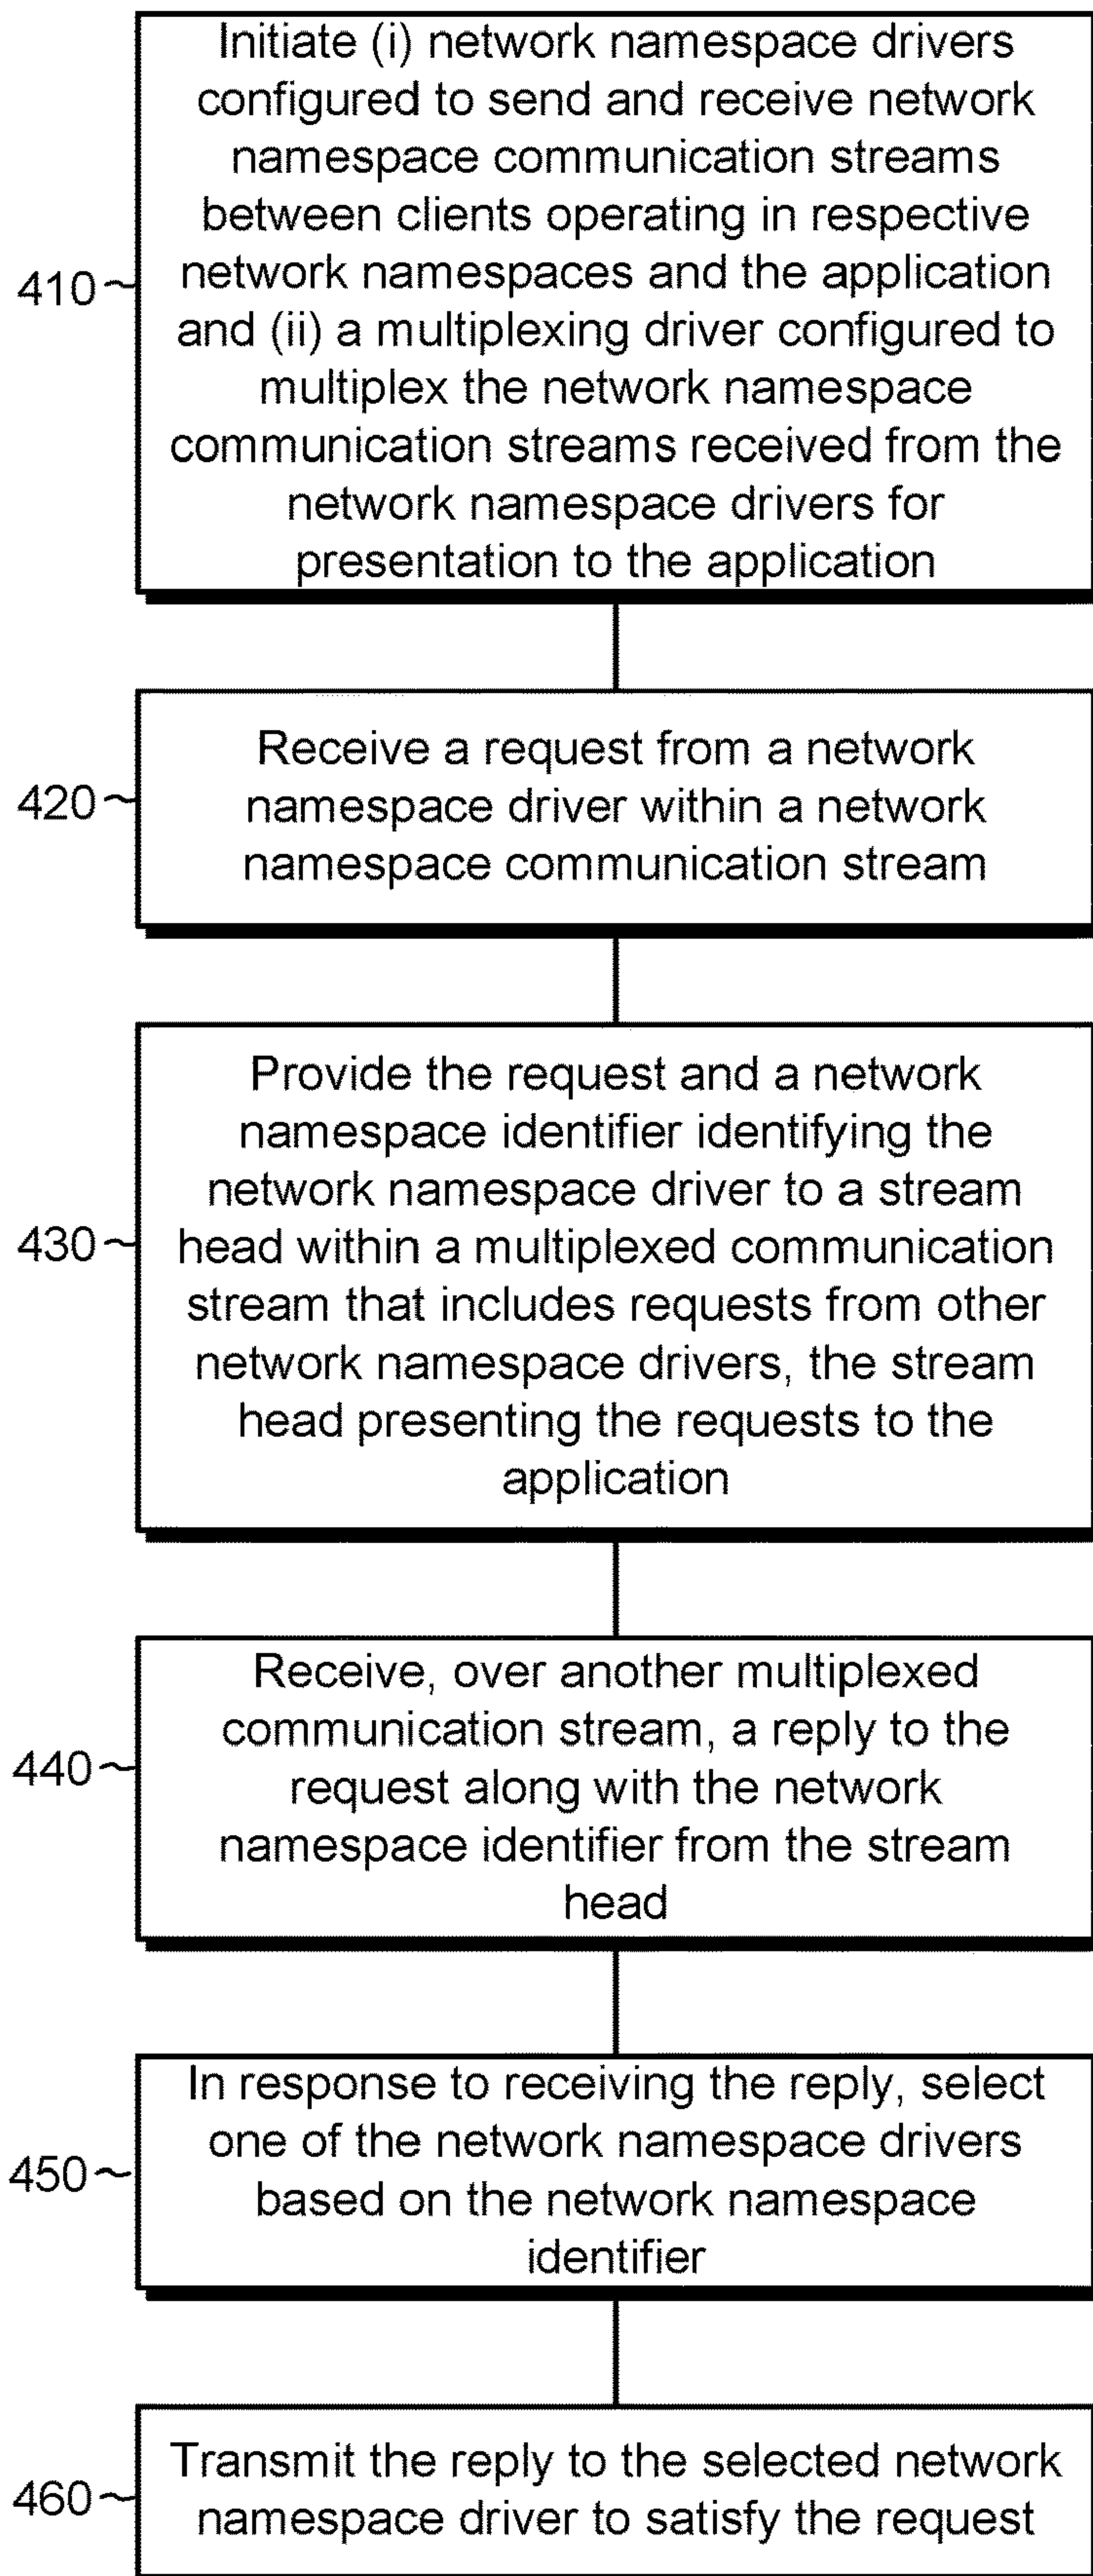 Initiate (i) network namespace drivers
configured to send and receive network
namespace communication streams
between clients operating in respective
network namespaces and the application
and (ii) a multiplexing driver configured to
multiplex the network namespace
communication streams received from the
network namespace drivers for
presentation to the application
410
Receive a request from a network
namespace driver within a network
namespace communication stream
420
Provide the request and a network
namespace identifier identifying the
network namespace driver to a stream
head within a multiplexed communication
stream that includes requests from other
network namespace drivers, the stream
head presenting the requests to the
application
430
Receive, over another multiplexed
communication stream, a reply to the
request along with the network
namespace identifier from the stream
head
440
In response to receiving the reply, select
one of the network namespace drivers
based on the network namespace
identifier
450
Transmit the reply to the selected network
namespace driver to satisfy the request
460